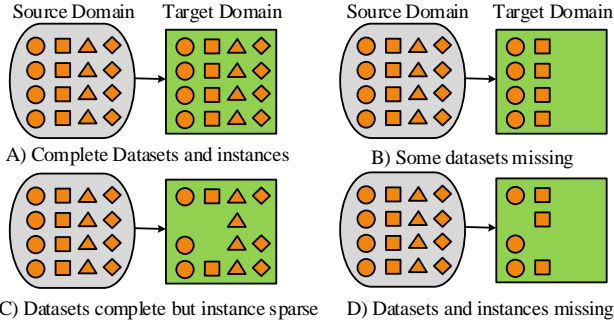 Source Domain Target Domain Source Domain Target Domain
A) Complete Datasets and instances B) Some datasets missing
C) Datasets complete but instance sparse D) Datasets and instances missing